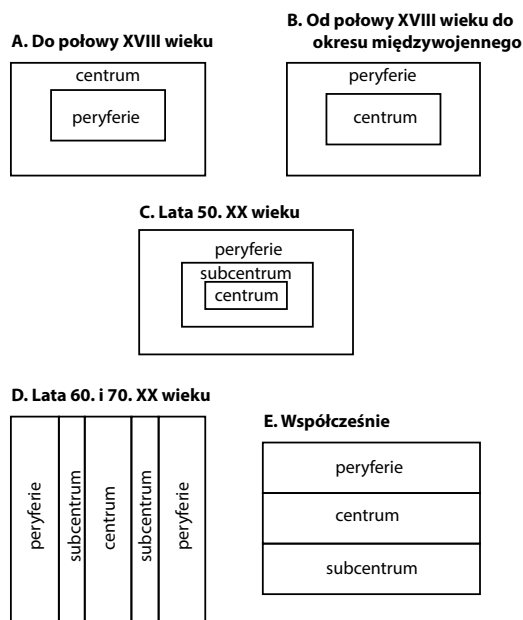 A. Do połowy XVIII wieku
centrum
peryferie
B. Od połowy XVIII wieku do
okresu międzywojennego
peryferie
centrum
C. Lata 50. XX wieku
peryferie
subcentrum
centrum
D. Lata 60. i 70. XX wieku
peryferie
subcentrum
centrum
subcentrum
peryferie
E. Współcześnie
peryferie
centrum
subcentrum